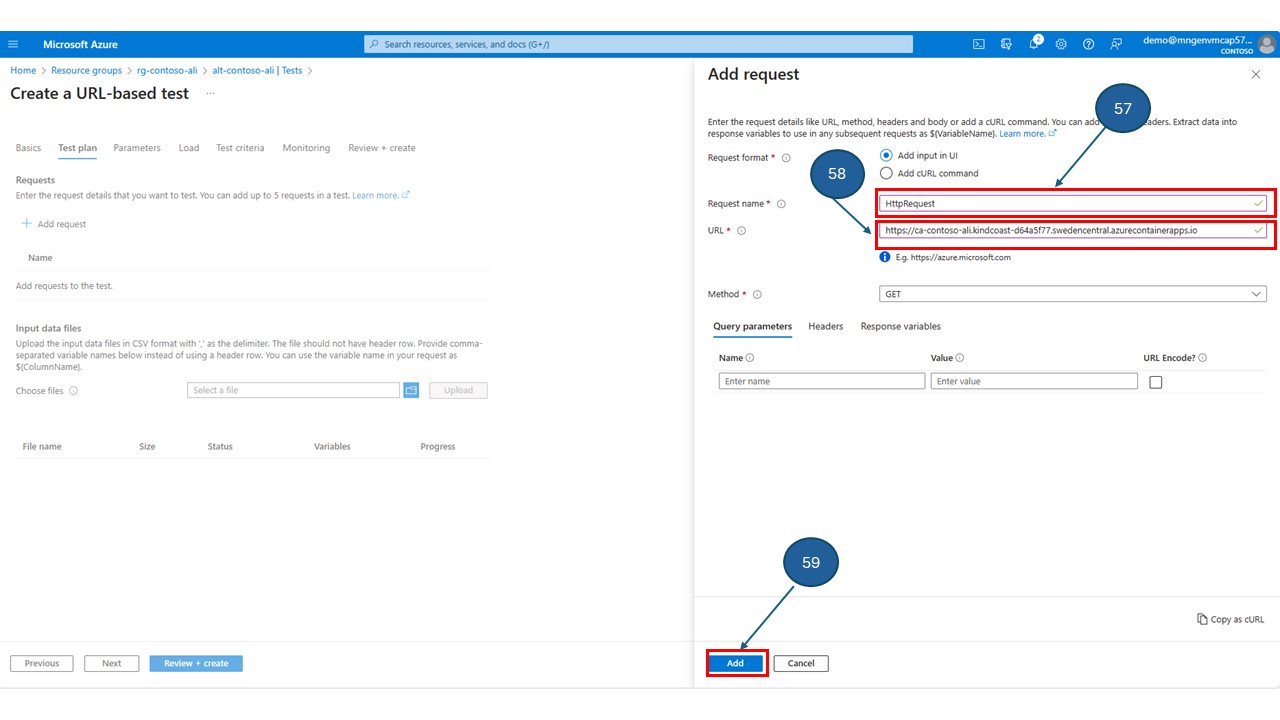 Microsoft Azure
Search resources, services, and docs (G+/)
2
demo@mngenvmcap57...
CONTOSO
Home > Resource groups > rg-contoso-ali > alt-contoso-ali | Tests >
Create a URL-based test ...
Basics Test plan Parameters Load Test criteria Monitoring Review + create
Requests
Enter the request details that you want to test. You can add up to 5 requests in a test. Learn more.
+ Add request
Name
Add requests to the test.
Input data files
Upload the input data files in CSV format with ',' as the delimiter. The file should not have header row. Provide comma-
separated variable names below instead of using a header row. You can use the variable name in your request as
${ColumnName}.
Choose files
Select a file
Upload
File name Size Status Variables Progress
Previous
Next
Review + create
Add request
57
Enter the request details like URL, method, headers and body or add a cURL command. You can add eaders. Extract data into
response variables to use in any subsequent requests as ${VariableName}. Learn more.
58
Request format *
Add input in UI
Add cURL command
Request name *
HttpRequest
URL *
https://ca-contoso-ali.kindcoast-d64a5f77.swedencentral.azurecontainerapps.io
E.g. https://azure.microsoft.com
Method *
GET
Query parameters Headers Response variables
Name Value URL Encode?
Enter name
Enter value
59
Copy as cURL
Add
Cancel